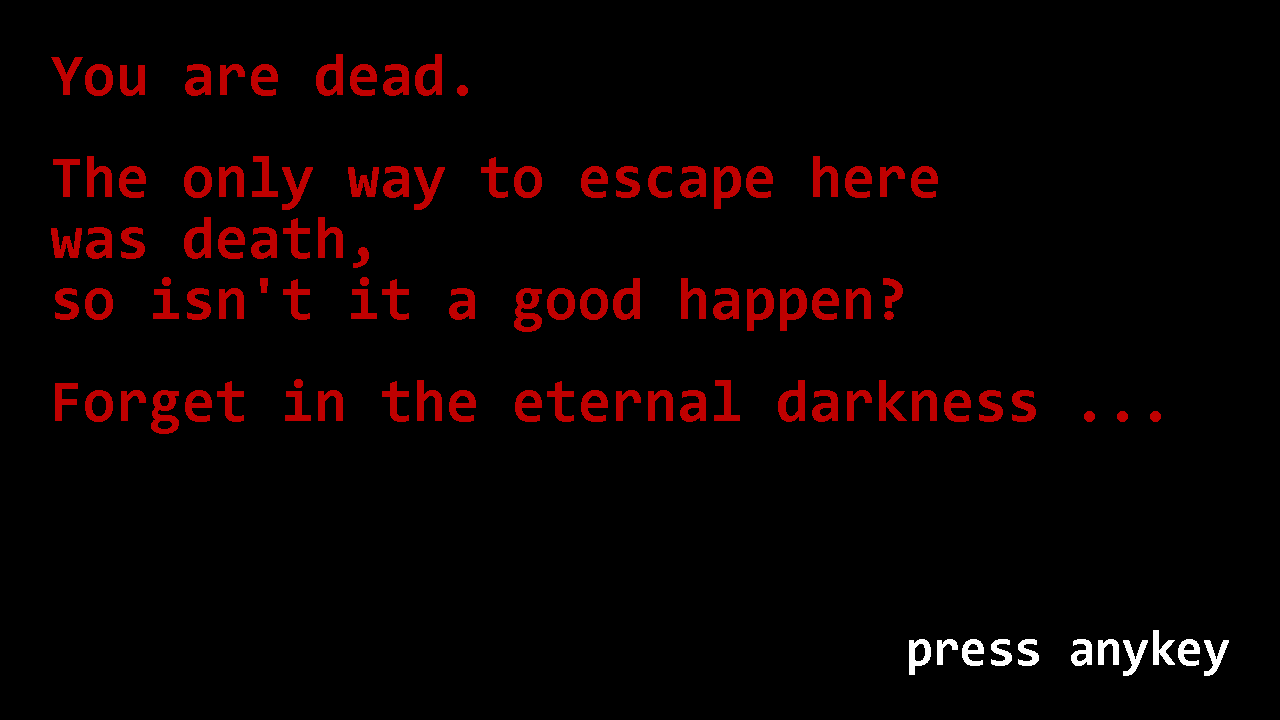 You are dead.
The only way to escape here
was death,
so isn't it a good happen?
Forget in the eternal darkness ...
press anykey